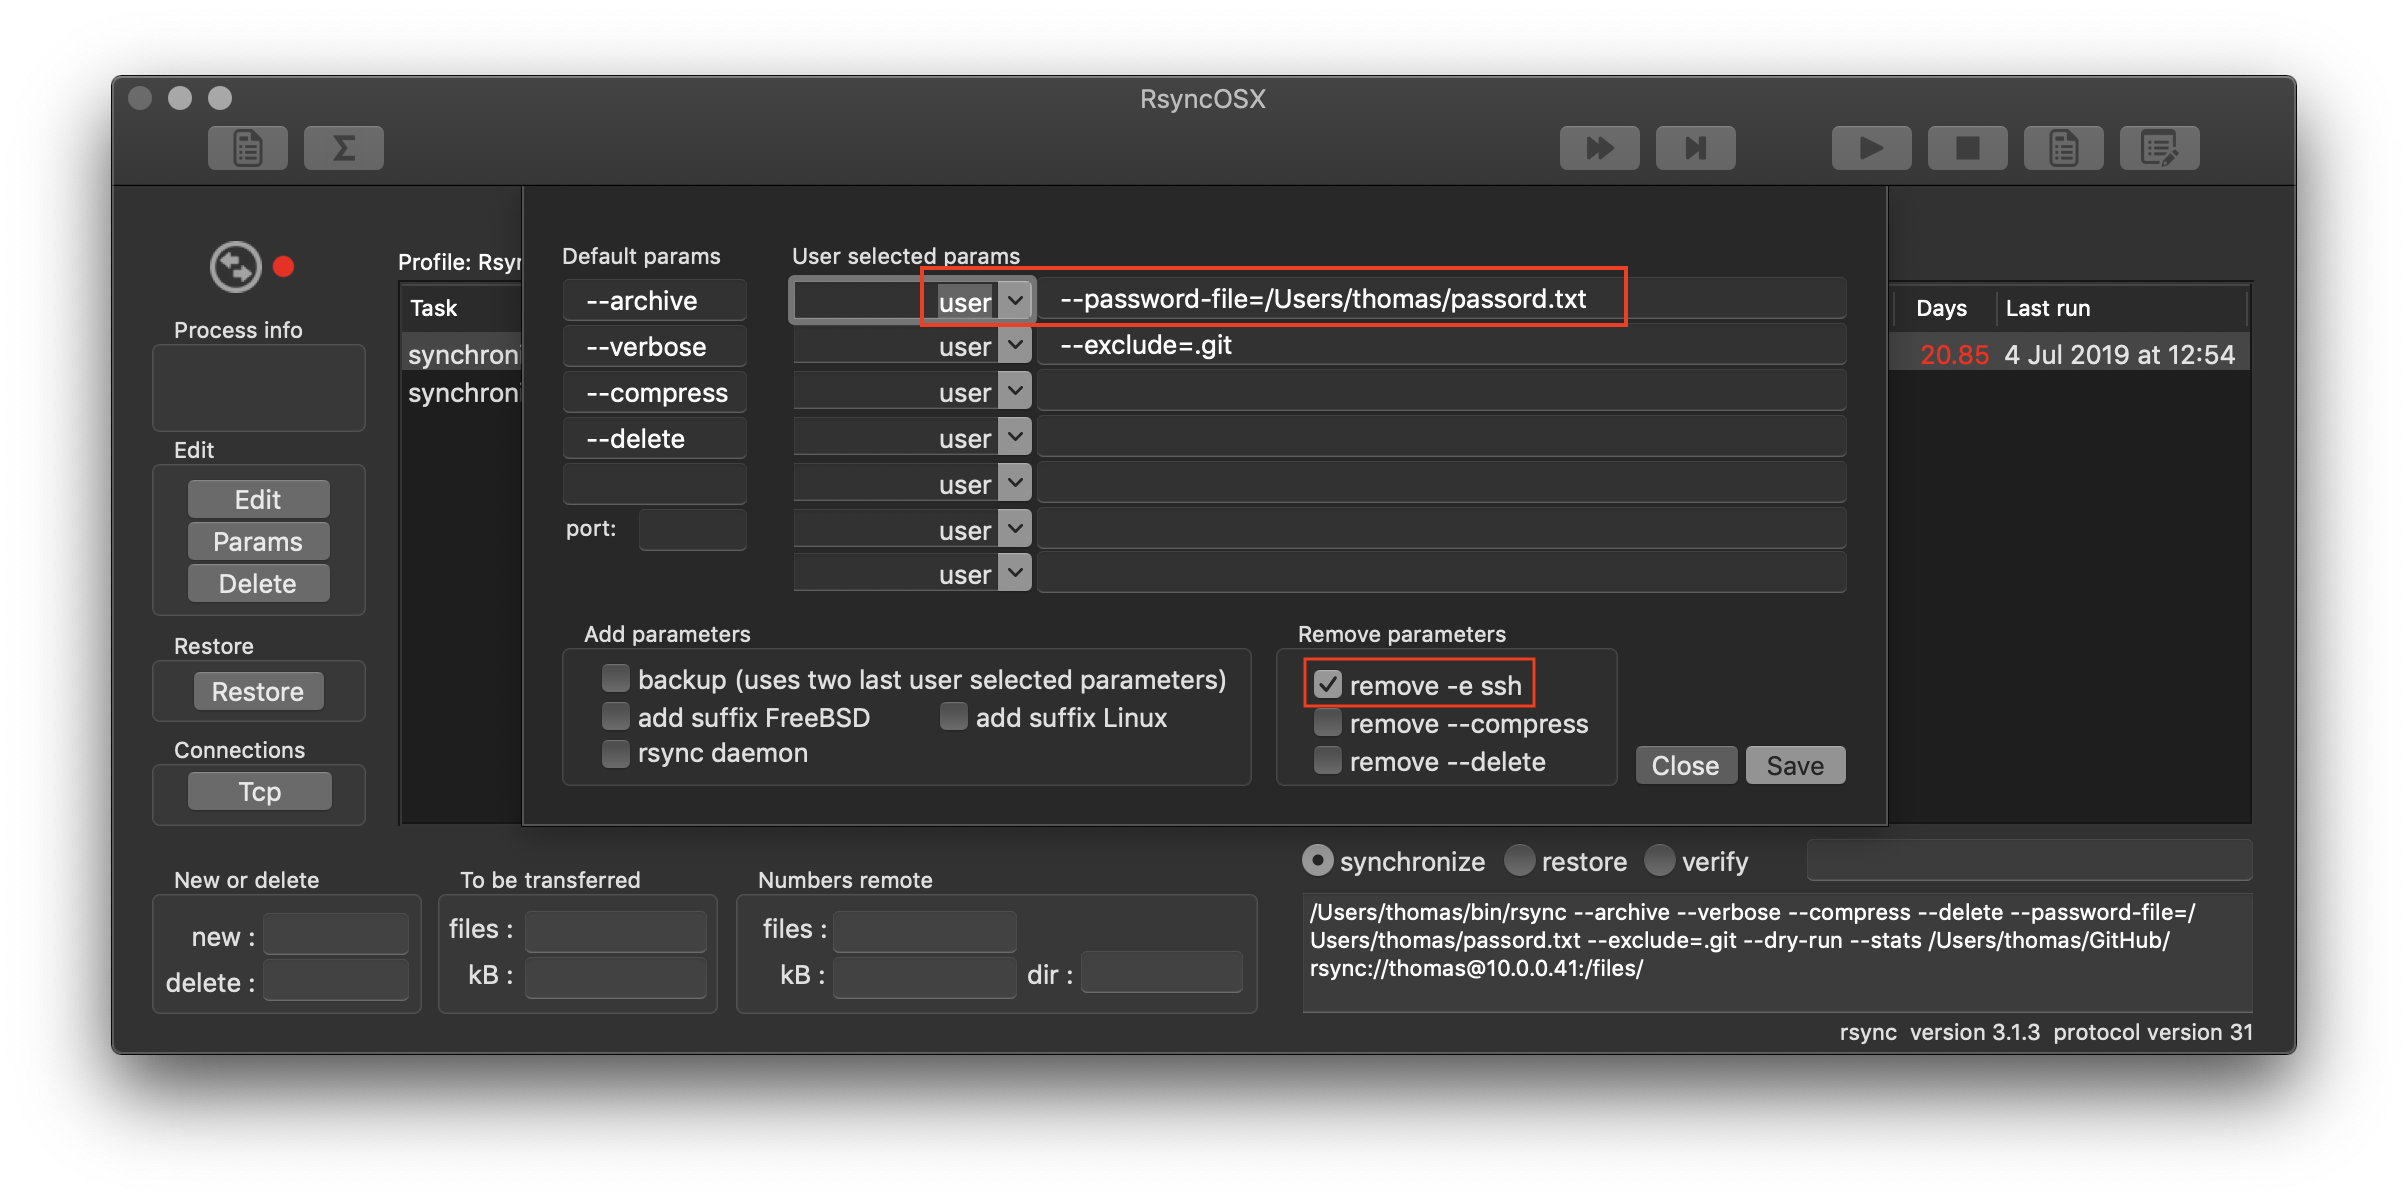 RsyncOSX
Default params
User selected params
Profile: Rsyn
--archive
user
--password-file=/Users/thomas/passord.txt
Task
Days
Last run
Process info
--verbose
user
--exclude=.git
synchroni
20.85
4 Jul 2019 at 12:54
synchroni
--compress
user
--delete
user
Edit
user
Edit
port:
user
Params
user
Delete
Add parameters
Remove parameters
Restore
backup (uses two last user selected parameters)
remove -e ssh
Restore
add suffix FreeBSD
add suffix Linux
remove --compress
Connections
rsync daemon
remove --delete
Close
Save
Tcp
synchronize
restore
verify
New or delete
To be transferred
Numbers remote
new :
files :
files :
delete :
kB :
kB :
dir :
/Users/thomas/bin/rsync --archive --verbose --compress --delete --password-file=/
Users/thomas/passord.txt --exclude=.git --dry-run --stats /Users/thomas/GitHub/
rsync://thomas@10.0.0.41:/files/
rsync version 3.1.3 protocol version 31